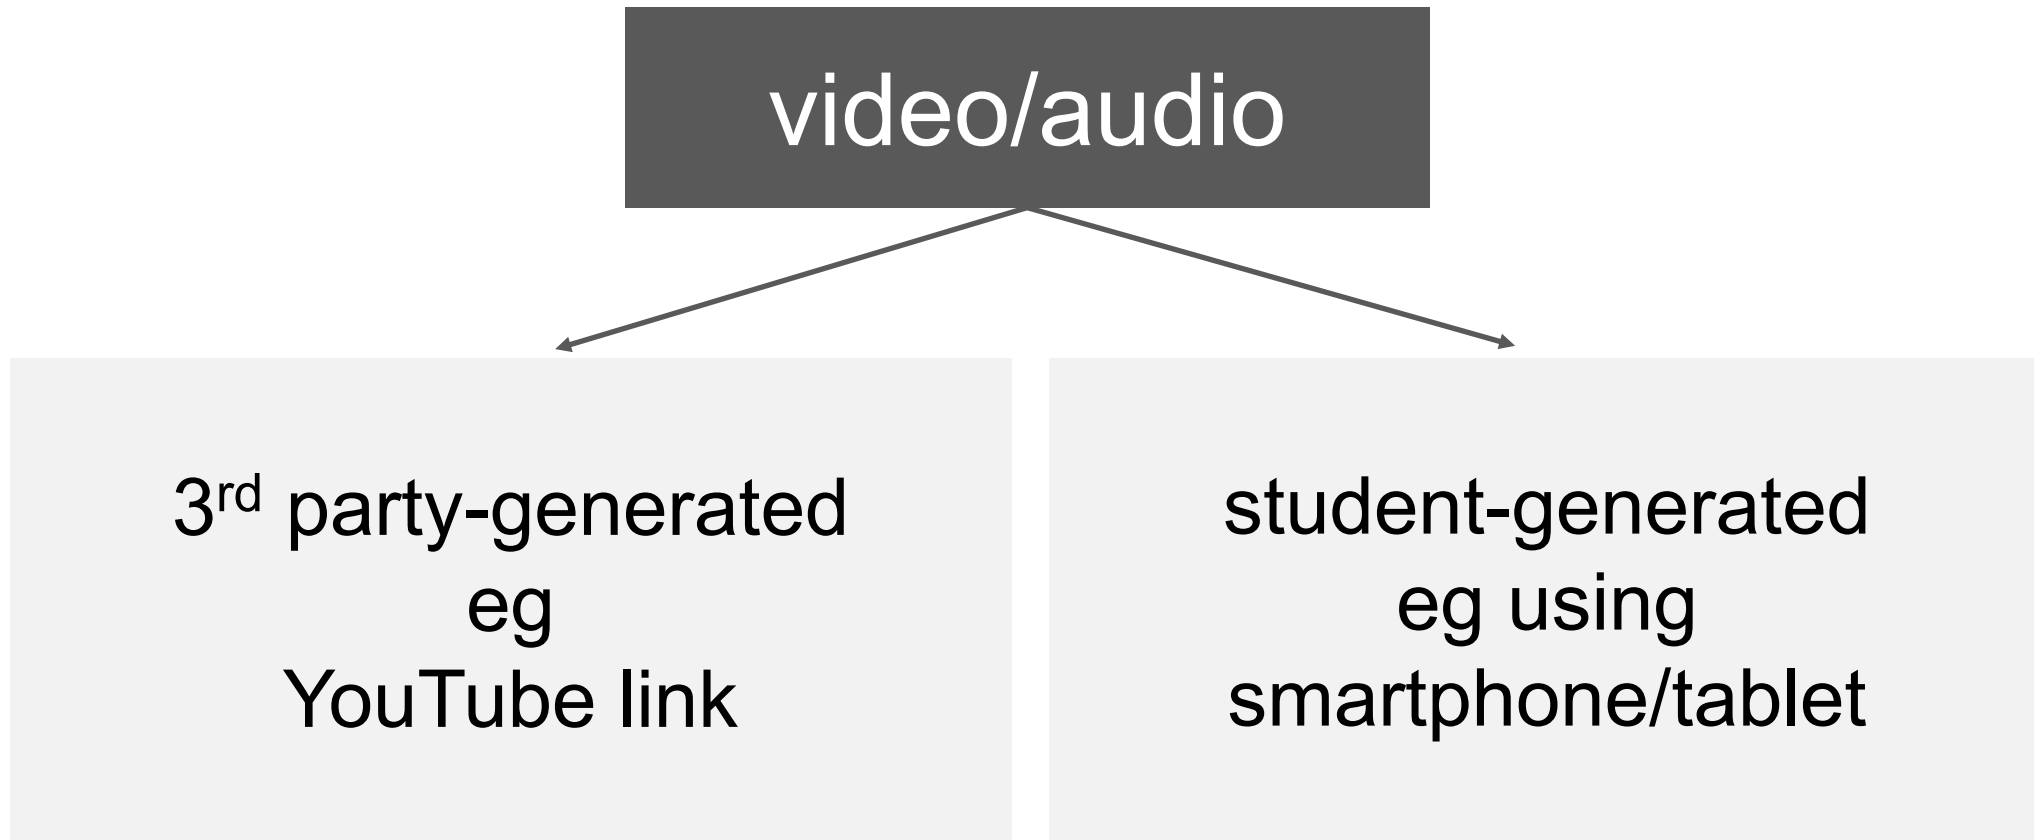 video/audio
3rd party-generated
eg
YouTube link
student-generated
eg using
smartphone/tablet